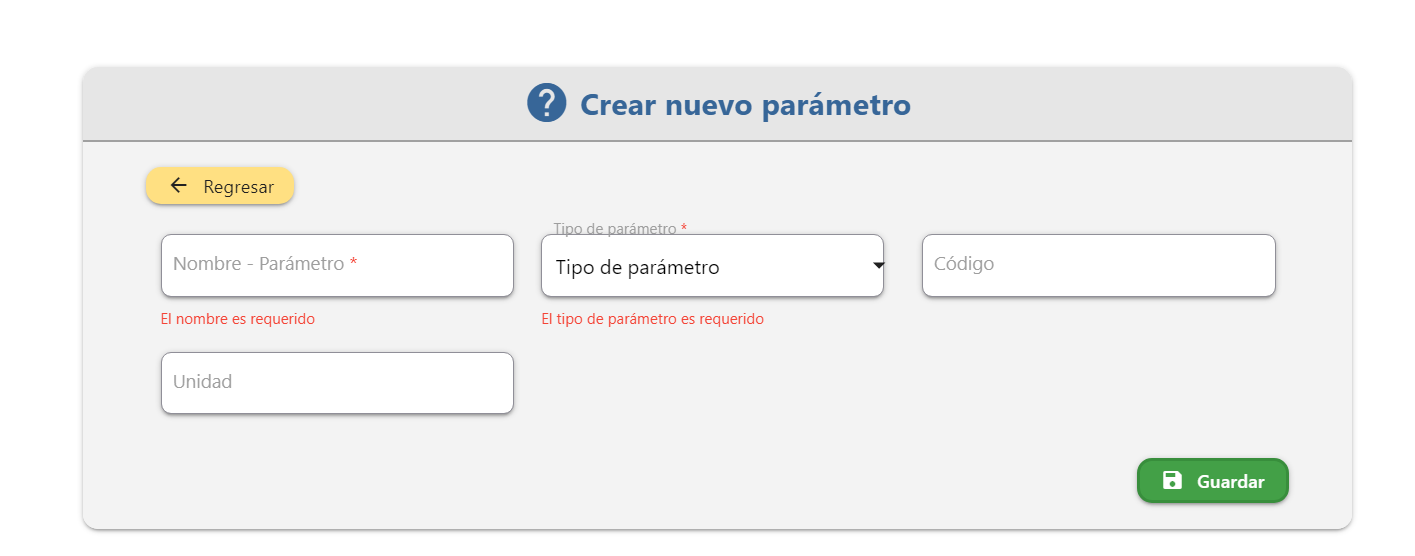 Crear nuevo parámetro
Regresar
Nombre - Parámetro *
Tipo de parámetro *
Tipo de parámetro
Código
El nombre es requerido
El tipo de parámetro es requerido
Unidad
Guardar